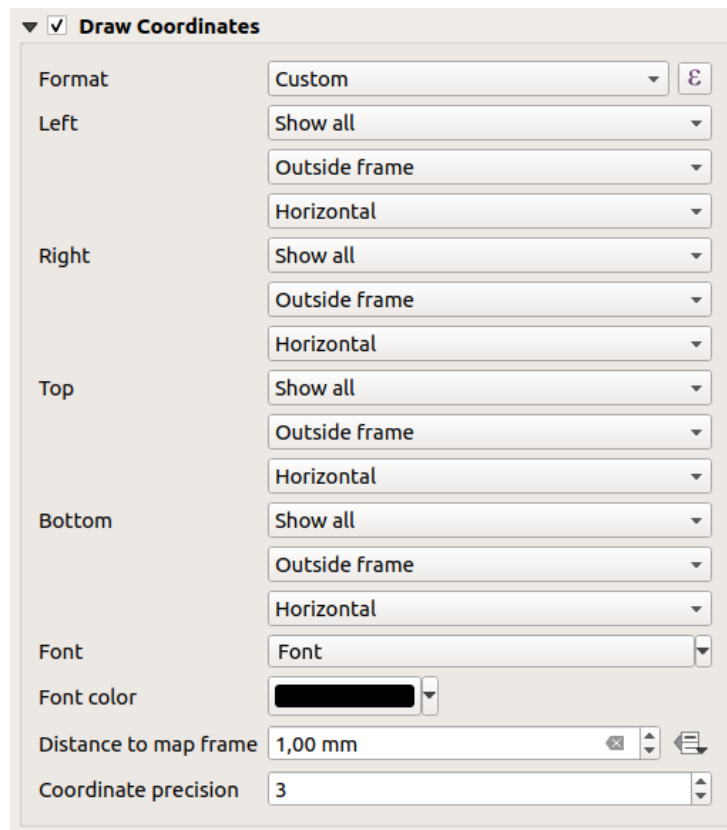 Draw Coordinates
Format Custom ε
Left Show all
Outside frame
Horizontal
Right Show all
Outside frame
Horizontal
Top Show all
Outside frame
Horizontal
Bottom Show all
Outside frame
Horizontal
Font Font
Font color
Distance to map frame 1,00 mm
Coordinate precision 3